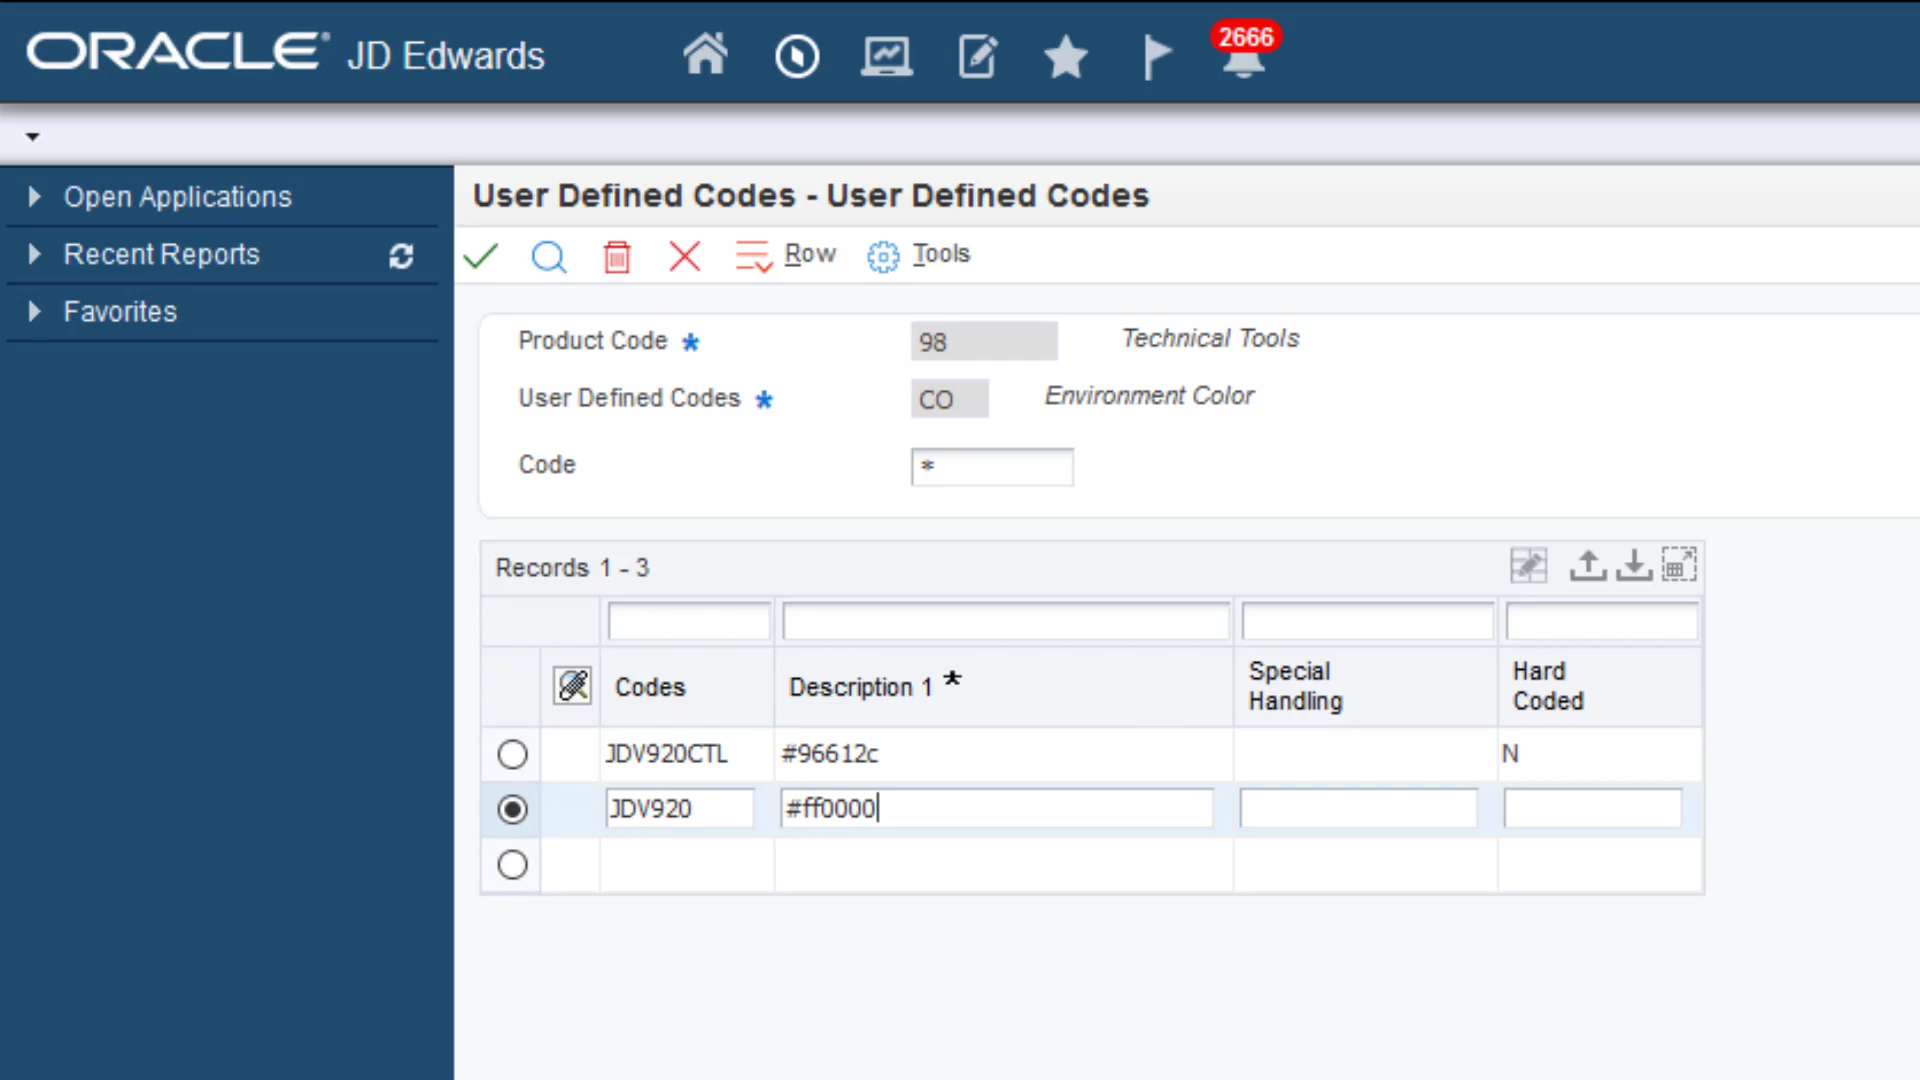 ORACLE® JD Edwards
2666
Open Applications
Recent Reports
Favorites
User Defined Codes - User Defined Codes
Row Tools
Product Code * 98 Technical Tools
User Defined Codes * CO Environment Color
Code *
Records 1 - 3
Codes Description 1 * Special Handling Hard Coded
JDV920CTL #96612c N
JDV920 #ff0000